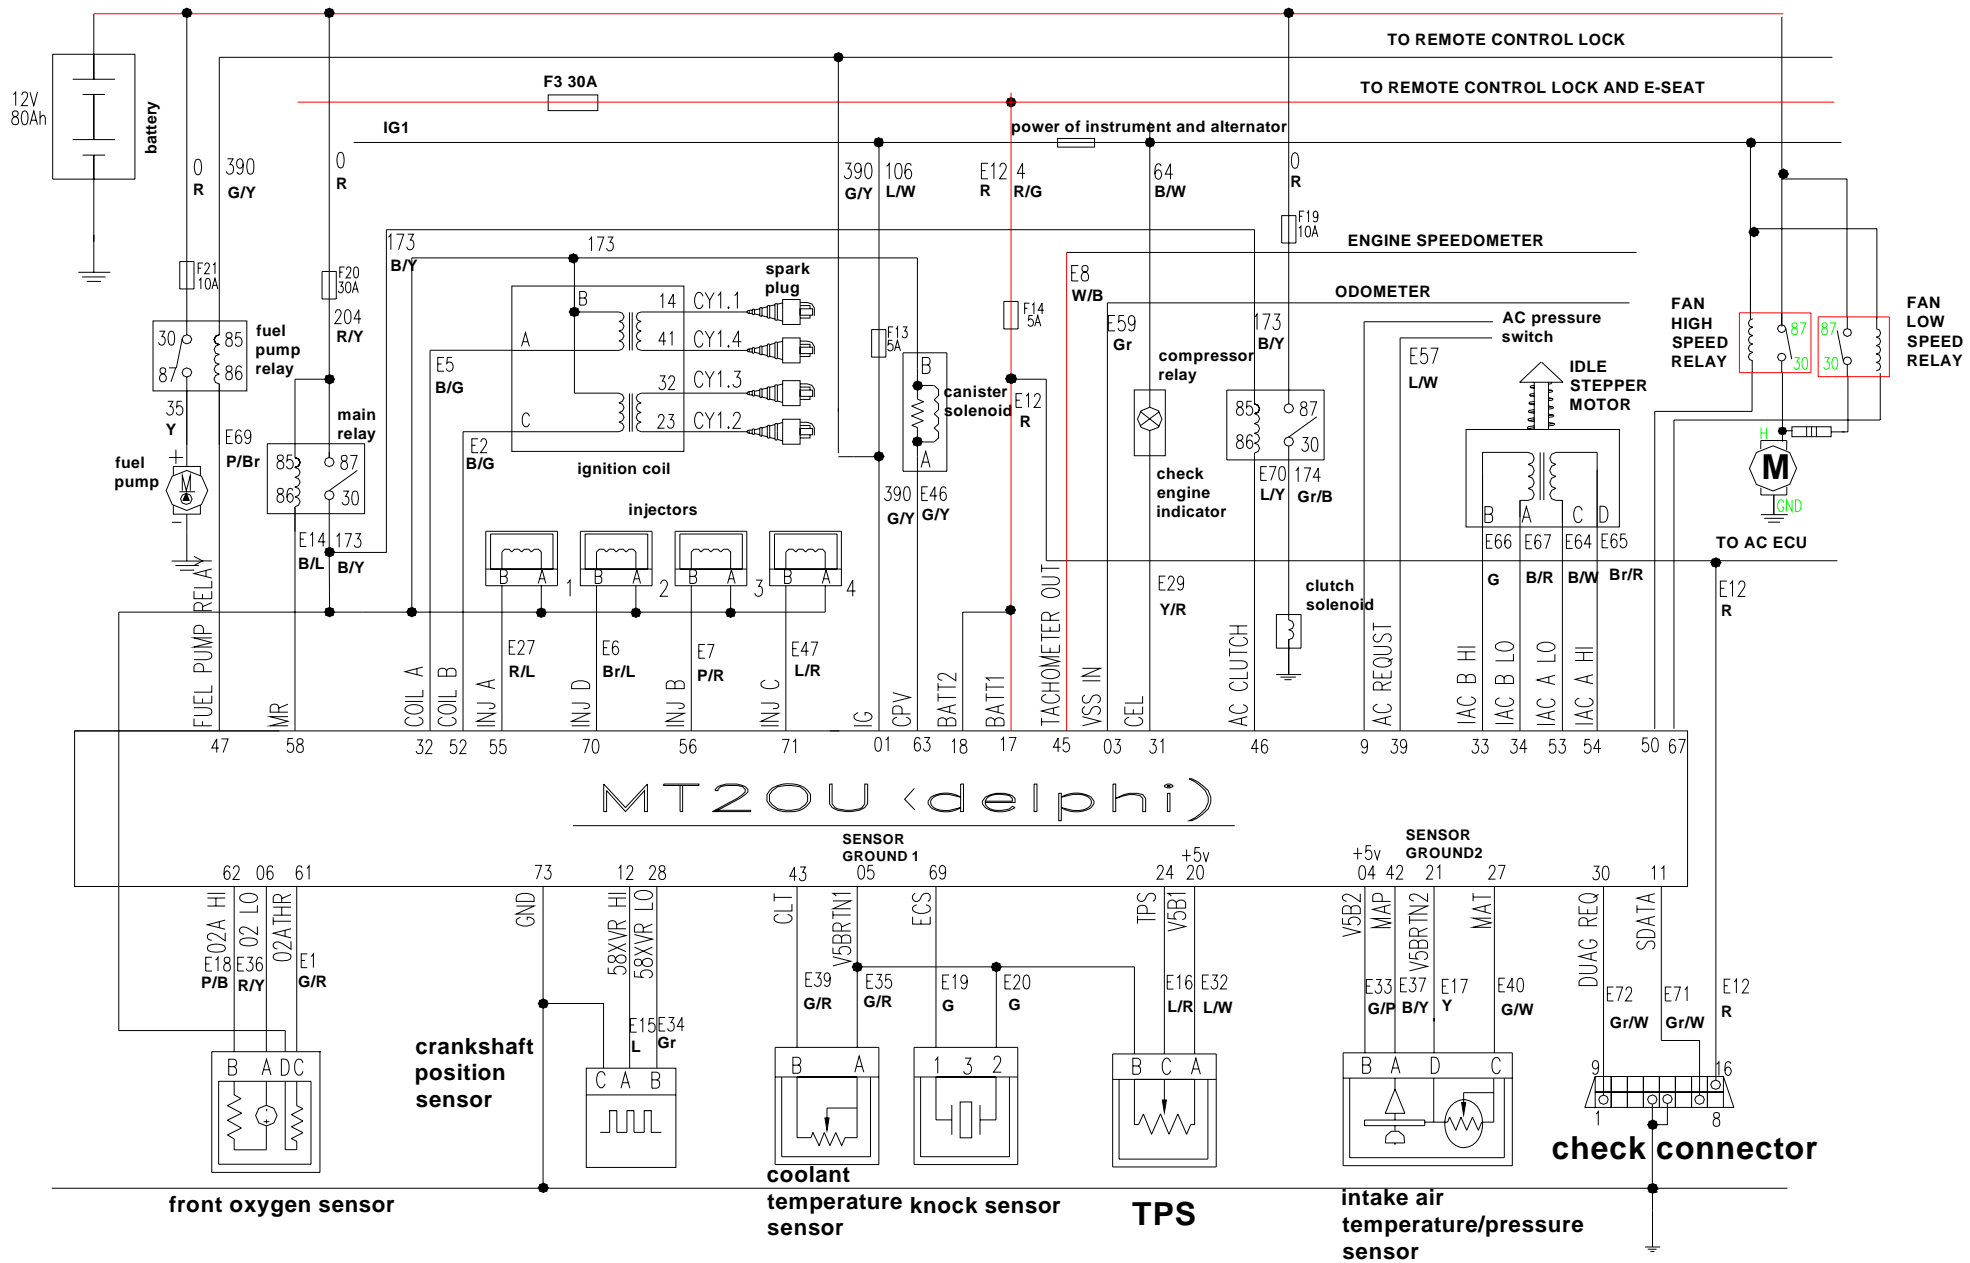 TO REMOTE CONTROL LOCK
F3 30A
TO REMOTE CONTROL LOCK AND E-SEAT
12V
80Ah
battery
IG1
power of instrument and alternator
0
R
390
G/Y
0
R
390
G/Y
106
L/W
E12
R
4
R/G
64
B/W
0
R
F21
10A
F20
30A
173
B/Y
173
F19
10A
ENGINE SPEEDOMETER
E8
W/B
ODOMETER
spark
plug
B
14
CY1.1
A
41
CY1.4
32
CY1.3
C
23
CY1.2
ignition coil
204
R/Y
fuel
pump
relay
30
85
87
86
35
Y
E69
P/Br
main
relay
fuel
pump
+
M
-
85
87
86
30
E14
B/L
173
B/Y
E5
B/G
E2
B/G
F13
5A
F14
5A
B
canister
solenoid
A
390
G/Y
E46
G/Y
E12
R
E59
Gr
compressor
relay
173
B/Y
85
87
86
30
E70
L/Y
174
Gr/B
check
engine
indicator
AC pressure
switch
E57
L/W
IDLE
STEPPER
MOTOR
B
A
C
D
E66
G
E67
B/R
E64
B/W
E65
Br/R
FAN
HIGH
SPEED
RELAY
87
30
87
30
FAN
LOW
SPEED
RELAY
H
M
GND
TO AC ECU
E12
R
injectors
B
A
1
B
A
2
B
A
3
B
A
4
E27
R/L
E6
Br/L
E7
P/R
E47
L/R
E29
Y/R
clutch
solenoid
FUEL PUMP RELAY
MR
COIL A
COIL B
INJ A
INJ D
INJ B
INJ C
IG
CPV
BATT2
BATT1
TACHOMETER OUT
VSS IN
CEL
AC CLUTCH
AC REQUST
IAC B HI
IAC B LO
IAC A LO
IAC A HI
47
58
32
52
55
70
56
71
01
63
18
17
45
03
31
46
9
39
33
34
53
54
50
67
MT20U <delphi)
SENSOR
GROUND 1
SENSOR
GROUND2
+5v
+5v
62
06
61
73
12
28
43
05
69
24
20
04
42
21
27
30
11
02A HI
02 LO
02ATHR
GND
58XVR HI
58XVR LO
CLT
V5BRTN1
ECS
TPS
V5B1
V5B2
MAP
V5BRTN2
MAT
DUAG REQ
SDATA
E18
P/B
E36
R/Y
E1
G/R
E15
L
E34
Gr
E39
G/R
E35
G/R
E19
G
E20
G
E16
L/R
E32
L/W
E33
G/P
E37
B/Y
E17
Y
E40
G/W
E72
Gr/W
E71
Gr/W
E12
R
B
A
D
C
front oxygen sensor
crankshaft
position
sensor
C
A
B
B
A
coolant
temperature
sensor
1
3
2
knock sensor
B
C
A
TPS
B
A
D
C
intake air
temperature/pressure
sensor
9
16
1
8
check connector